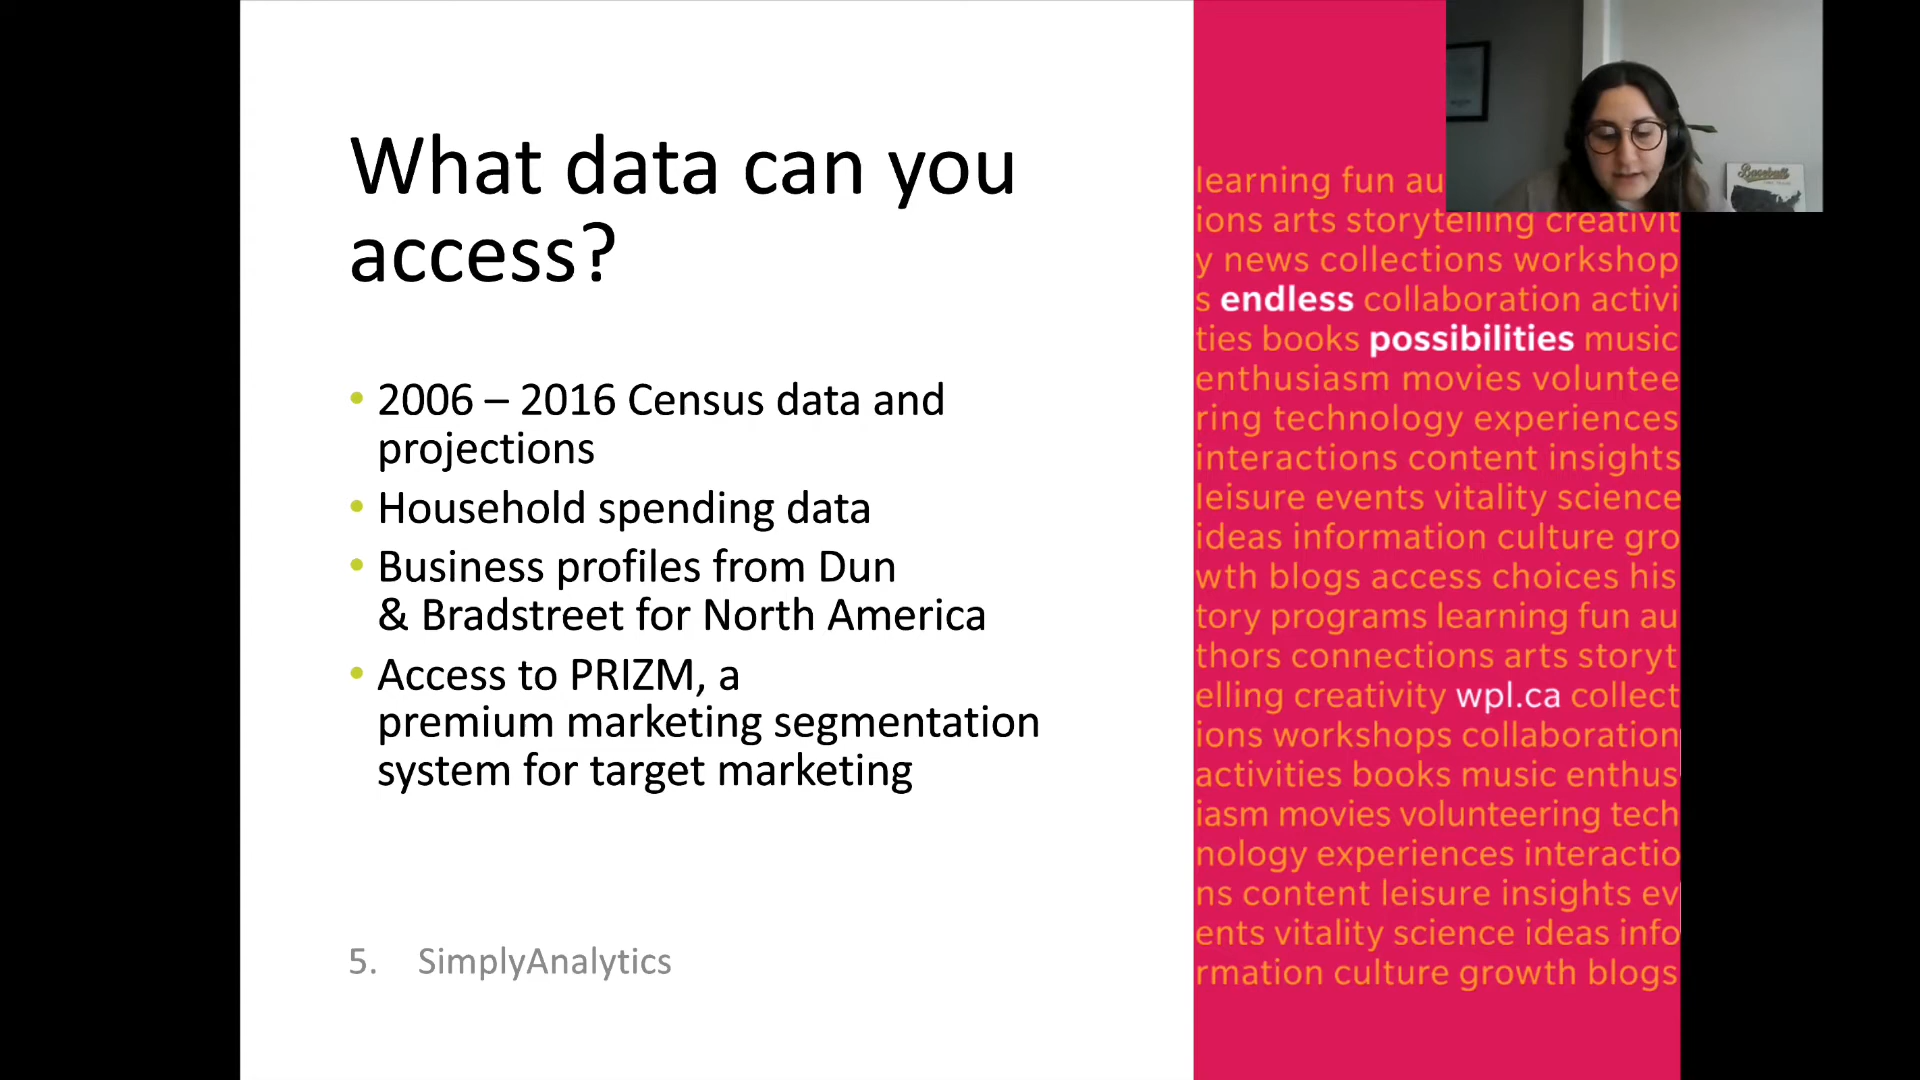 What data can you
access?
• 2006 – 2016 Census data and
projections
• Household spending data
• Business profiles from Dun
& Bradstreet for North America
• Access to PRIZM, a
premium marketing segmentation
system for target marketing
5. SimplyAnalytics
learning fun au
ions arts storytelling creativit
y news collections workshop
s endless collaboration activi
ties books possibilities music
enthusiasm movies voluntee
ring technology experiences
interactions content insights
leisure events vitality science
ideas information culture gro
wth blogs access choices his
tory programs learning fun au
thors connections arts storyt
elling creativity wpl.ca collect
ions workshops collaboration
activities books music enthus
iasm movies volunteering tech
nology experiences interactio
ns content leisure insights ev
ents vitality science ideas info
rmation culture growth blogs
Baseball